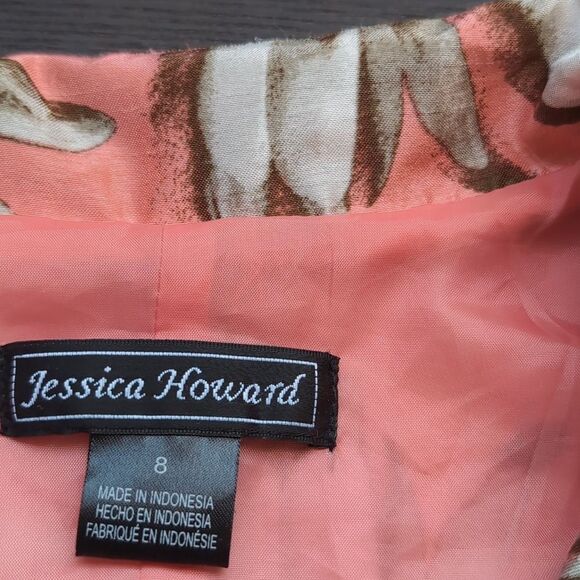 Jessica Howard
8
MADE IN INDONESIA
HECHO EN INDONESIA
FABRIQUÉ EN INDONÉSIE